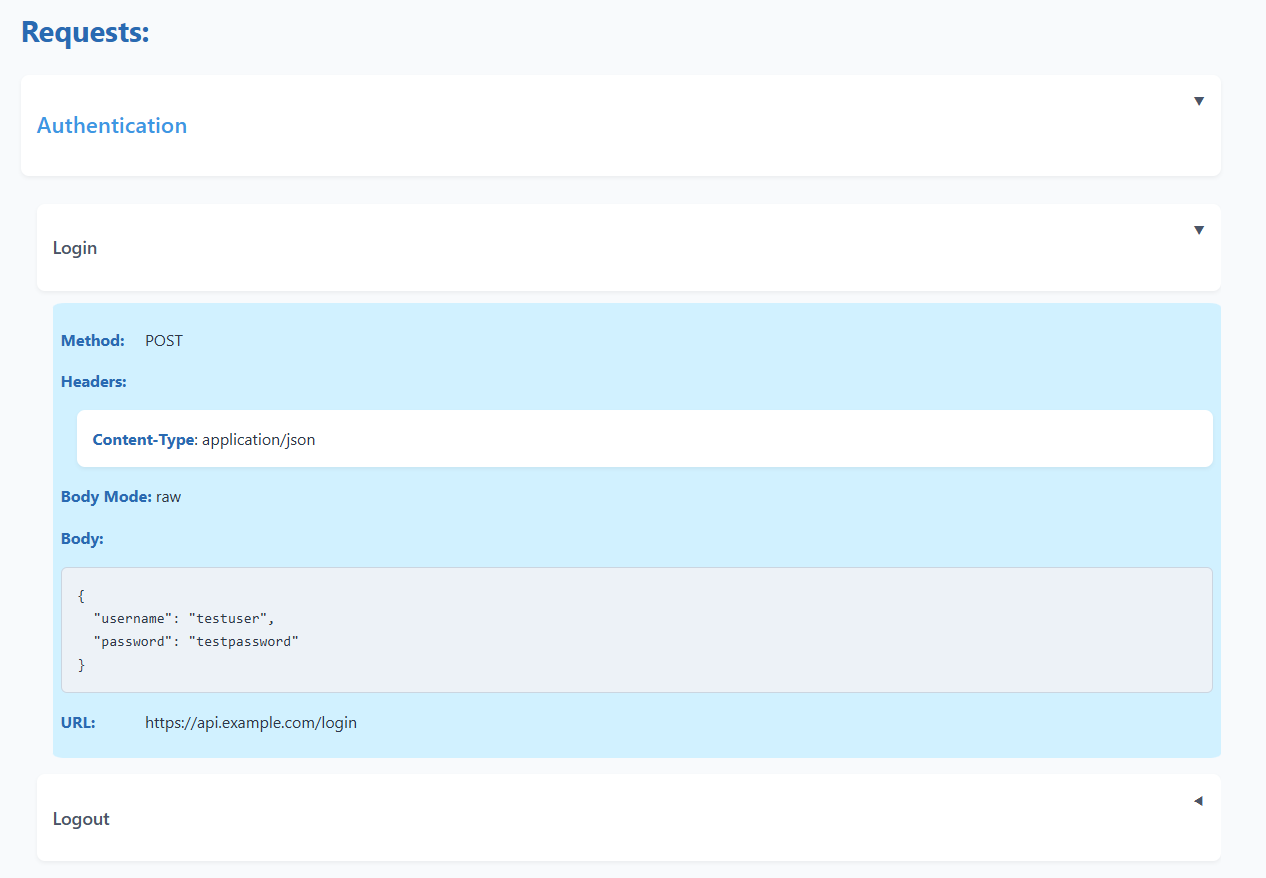 Requests:
Authentication
Login
Method: POST
Headers:
Content-Type: application/json
Body Mode: raw
Body:
{
  "username": "testuser",
  "password": "testpassword"
}
URL: https://api.example.com/login
Logout